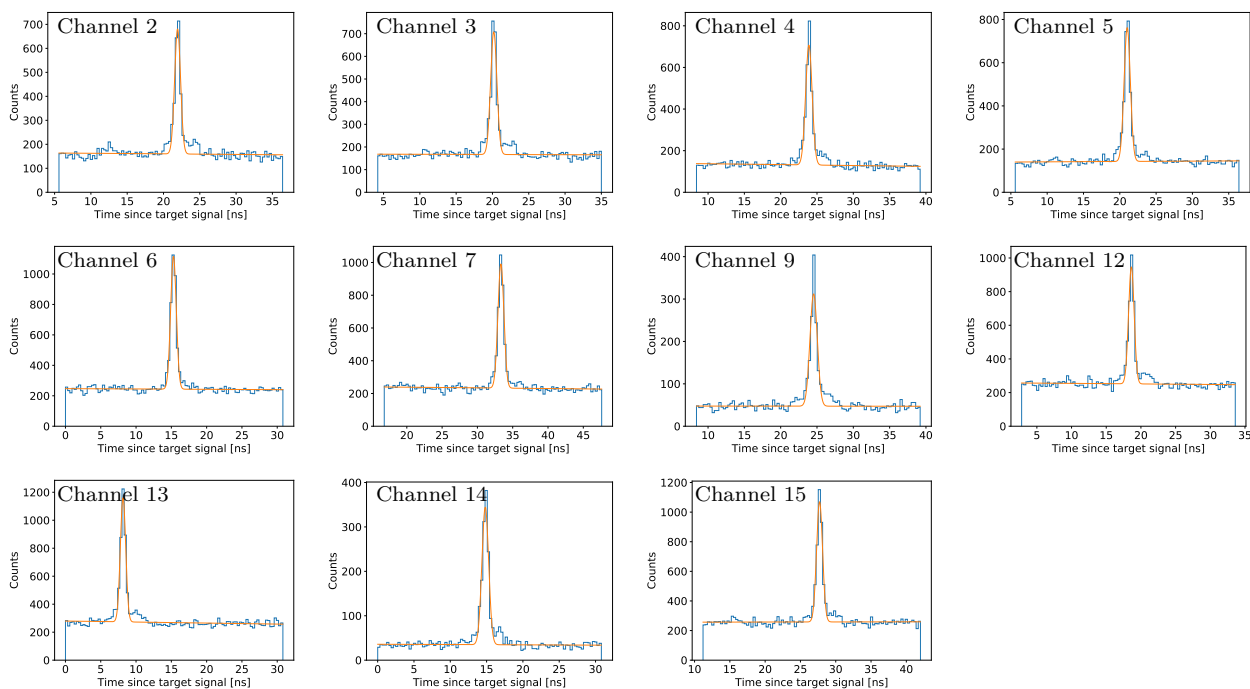 Channel 2
700
600
500
400
300
200
100
0
Counts
5 10 15 20 25 30 35
Time since target signal [ns]
Channel 3
700
600
500
400
300
200
100
0
Counts
5 10 15 20 25 30 35
Time since target signal [ns]
Channel 4
800
600
400
200
0
Counts
10 15 20 25 30 35 40
Time since target signal [ns]
Channel 5
800
600
400
200
0
Counts
5 10 15 20 25 30 35
Time since target signal [ns]
Channel 6
1000
800
600
400
200
0
Counts
0 5 10 15 20 25 30
Time since target signal [ns]
Channel 7
1000
800
600
400
200
0
Counts
20 25 30 35 40 45
Time since target signal [ns]
Channel 9
400
300
200
100
0
Counts
10 15 20 25 30 35 40
Time since target signal [ns]
Channel 12
1000
800
600
400
200
0
Counts
5 10 15 20 25 30 35
Time since target signal [ns]
Channel 13
1200
1000
800
600
400
200
0
Counts
0 5 10 15 20 25 30
Time since target signal [ns]
Channel 14
400
300
200
100
0
Counts
0 5 10 15 20 25 30
Time since target signal [ns]
Channel 15
1200
1000
800
600
400
200
0
Counts
10 15 20 25 30 35 40
Time since target signal [ns]